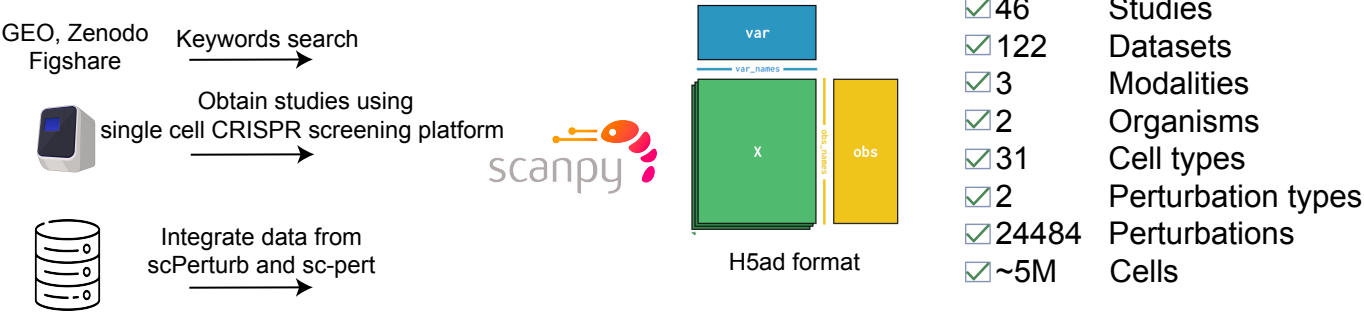 GEO, Zenodo
Figshare
Keywords search
Obtain studies using
single cell CRISPR screening platform
Integrate data from
scPerturb and sc-pert
scanpy
var
var_names
X
obs_names
obs
H5ad format
46 Studies
122 Datasets
3 Modalities
2 Organisms
31 Cell types
2 Perturbation types
24484 Perturbations
~5M Cells